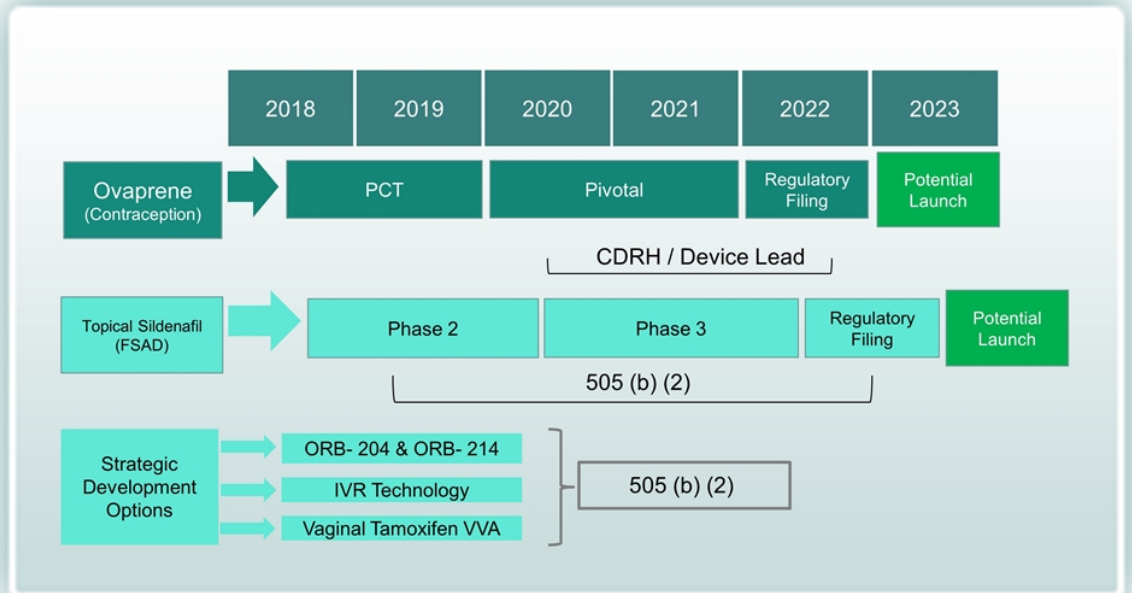 2018
2019
2020
2021
2022
2023
Ovaprene
(Contraception)
PCT
Pivotal
Regulatory
Filing
Potential
Launch
CDRH / Device Lead
Topical Sildenafil
(FSAD)
Phase 2
Phase 3
Regulatory
Filing
Potential
Launch
505 (b) (2)
Strategic
Development
Options
ORB- 204 & ORB- 214
IVR Technology
Vaginal Tamoxifen VVA
505 (b) (2)